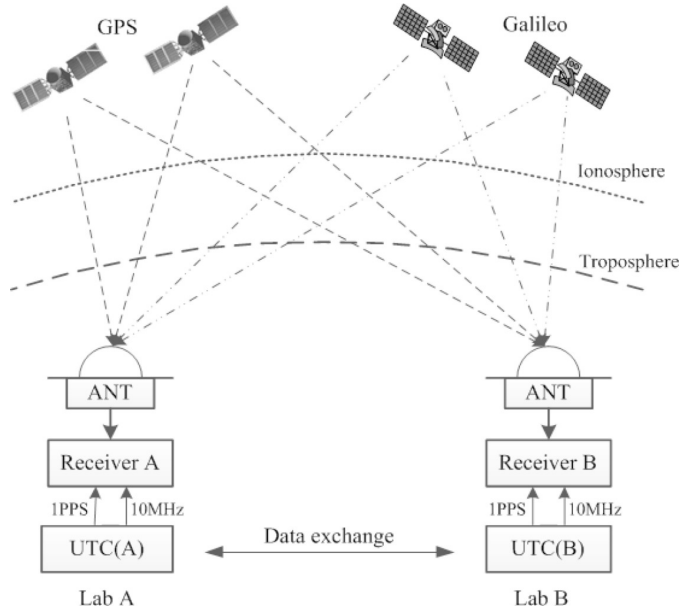 GPS
Galileo
Ionosphere
Troposphere
ANT
ANT
Receiver A
Receiver B
1PPS
10MHz
1PPS
10MHz
UTC(A)
Data exchange
UTC(B)
Lab A
Lab B